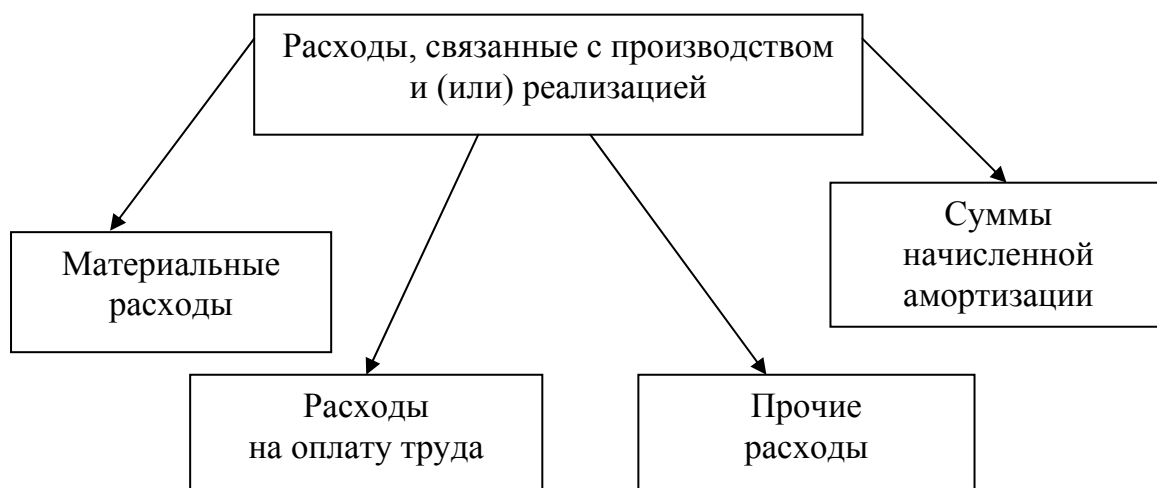 Расходы, связанные с производством
и (или) реализацией
Материальные
расходы
Расходы
на оплату труда
Прочие
расходы
Суммы
начисленной
амортизации